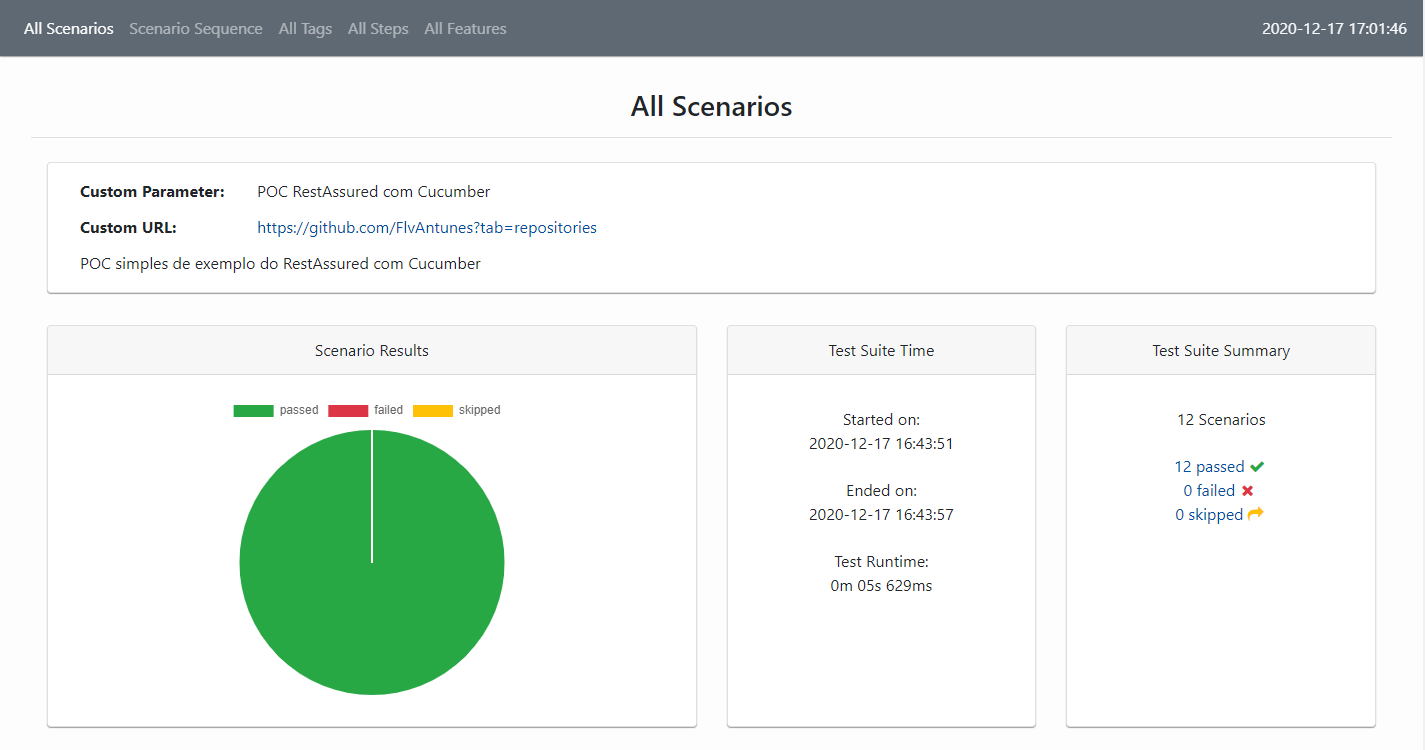 All Scenarios Scenario Sequence All Tags All Steps All Features 2020-12-17 17:01:46
All Scenarios
Custom Parameter: POC RestAssured com Cucumber
Custom URL: https://github.com/FlvAntunes?tab=repositories
POC simples de exemplo do RestAssured com Cucumber
Scenario Results
passed failed skipped
Test Suite Time
Started on:
2020-12-17 16:43:51
Ended on:
2020-12-17 16:43:57
Test Runtime:
0m 05s 629ms
Test Suite Summary
12 Scenarios
12 passed
0 failed
0 skipped